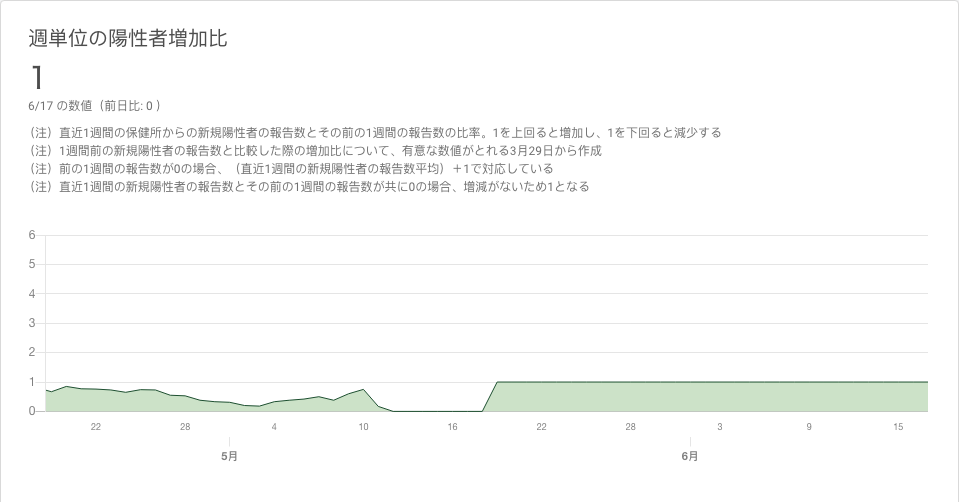 週単位の陽性者増加比
1
6/17 の数値（前日比: 0 ）
（注）直近1週間の保健所からの新規陽性者の報告数とその前の1週間の報告数の比率。1を上回ると増加し、1を下回ると減少する
（注）1週間前の新規陽性者の報告数と比較した際の増加比について、有意な数値がとれる3月29日から作成
（注）前の1週間の報告数が0の場合、（直近1週間の新規陽性者の報告数平均）＋1で対応している
（注）直近1週間の新規陽性者の報告数とその前の1週間の報告数が共に0の場合、増減がないため1となる
6
5
4
3
2
1
0
22 28 4 10 16 22 28 3 9 15
5月 6月